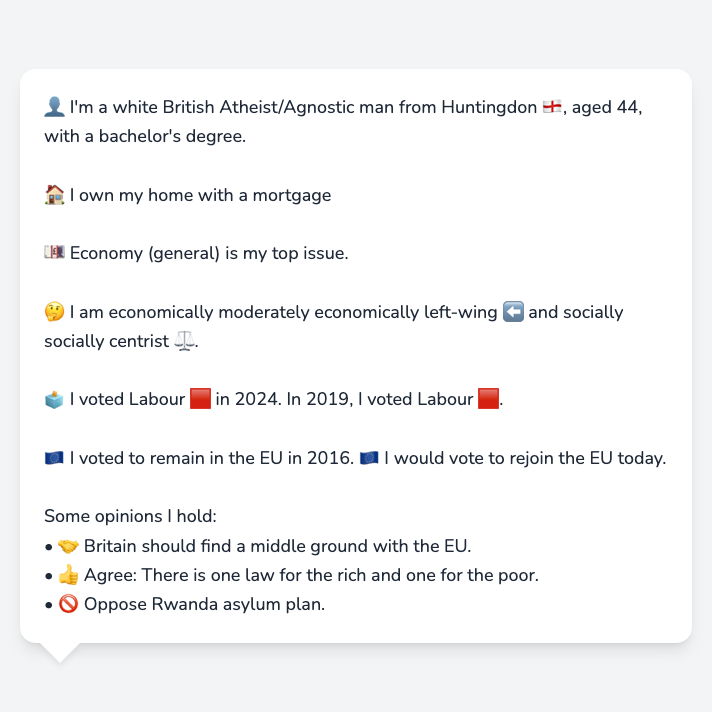 👤 I'm a white British Atheist/Agnostic man from Huntingdon 🏴󠁧󠁢󠁥󠁮󠁧󠁿, aged 44,
with a bachelor's degree.
🏠 I own my home with a mortgage
💷 Economy (general) is my top issue.
🤔 I am economically moderately economically left-wing ⬅️ and socially
socially centrist ⚖️.
🗳️ I voted Labour 🟥 in 2024. In 2019, I voted Labour 🟥.
🇪🇺 I voted to remain in the EU in 2016. 🇪🇺 I would vote to rejoin the EU today.
Some opinions I hold:
• 🤝 Britain should find a middle ground with the EU.
• 👍 Agree: There is one law for the rich and one for the poor.
• 🚫 Oppose Rwanda asylum plan.